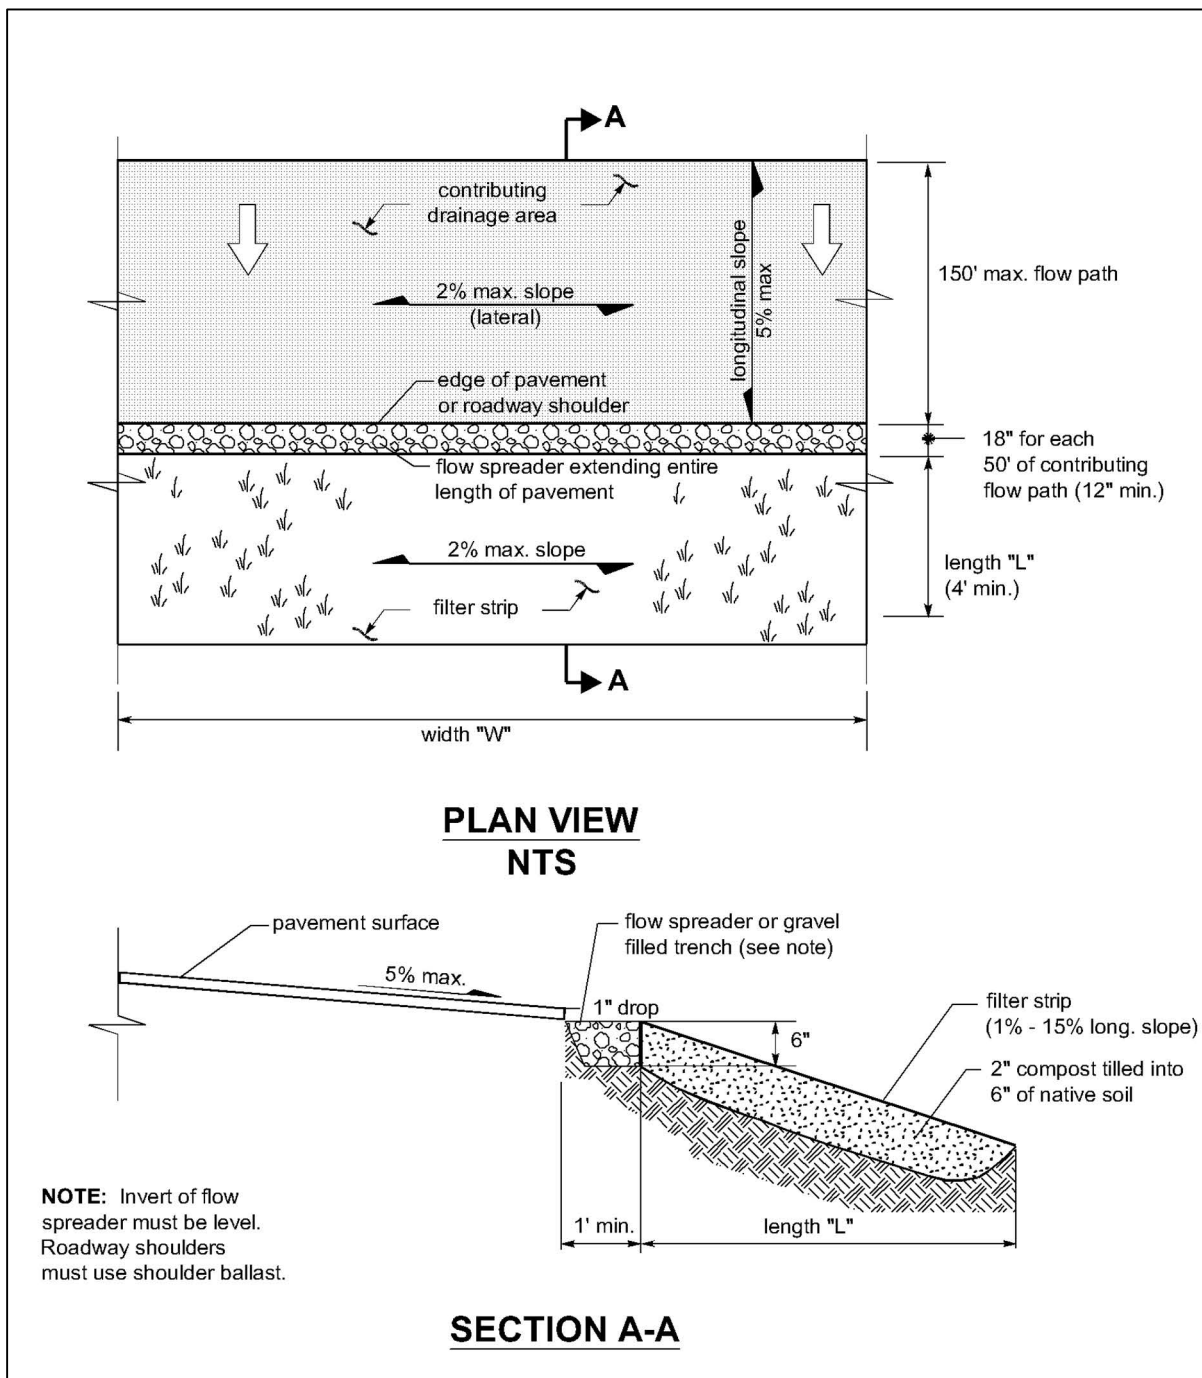 A
contributing
drainage area
longitudinal slope
5% max
150' max. flow path
2% max. slope
(lateral)
edge of pavement
or roadway shoulder
18" for each
50' of contributing
flow path (12" min.)
flow spreader extending entire
length of pavement
2% max. slope
length "L"
(4' min.)
filter strip
A
width "W"
PLAN VIEW
NTS
pavement surface
flow spreader or gravel
filled trench (see note)
5% max.
1" drop
6"
filter strip
(1% - 15% long. slope)
2" compost tilled into
6" of native soil
NOTE: Invert of flow
spreader must be level.
Roadway shoulders
must use shoulder ballast.
1' min.
length "L"
SECTION A-A